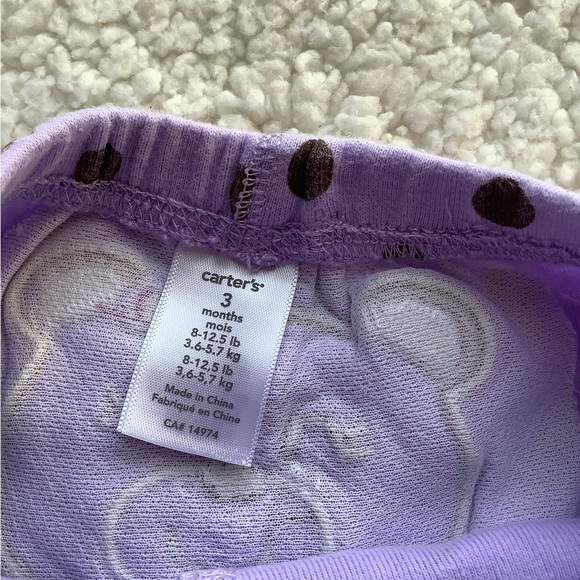 carter's
3
months
mois
8-12.5 lb
3.6-5.7 kg
8-12,5 lb
3,6-5,7 kg
Made in China
Fabriqué en Chine
CA# 14974